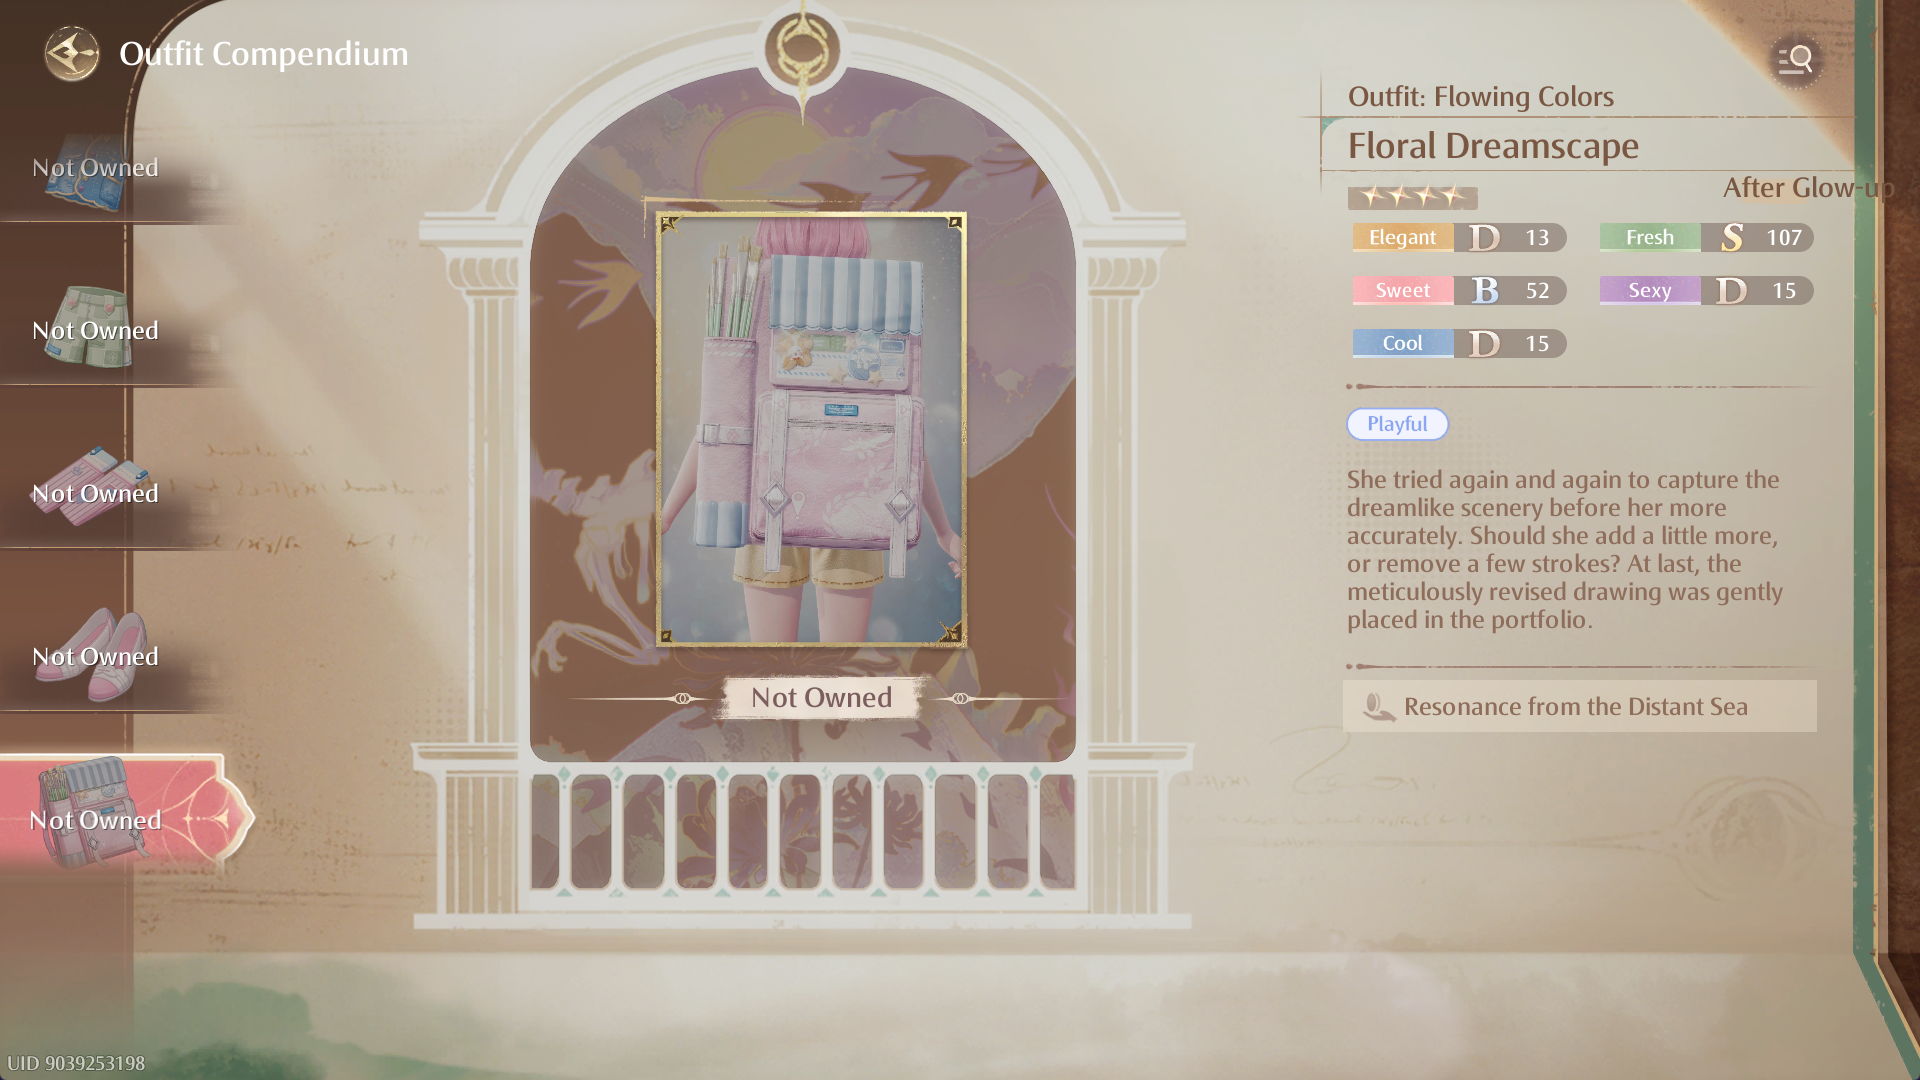 Outfit Compendium
Not Owned
Not Owned
Not Owned
Not Owned
Not Owned
Not Owned
Outfit: Flowing Colors
Floral Dreamscape
After Glow-up
Elegant D 13
Fresh S 107
Sweet B 52
Sexy D 15
Cool D 15
Playful
She tried again and again to capture the
dreamlike scenery before her more
accurately. Should she add a little more,
or remove a few strokes? At last, the
meticulously revised drawing was gently
placed in the portfolio.
Resonance from the Distant Sea
UID 9039253198